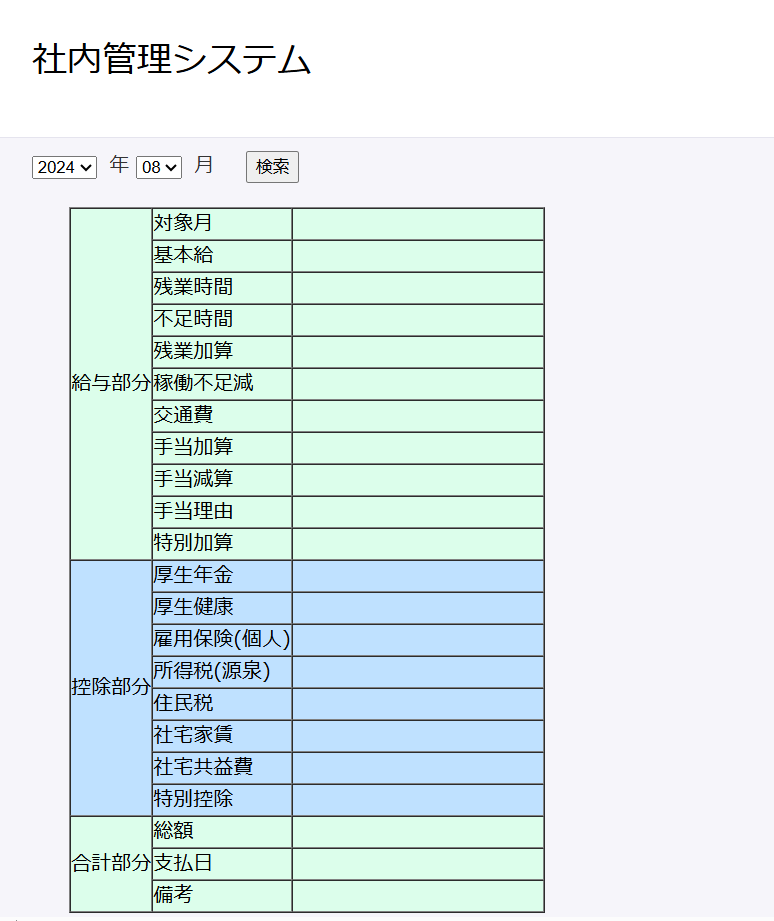 社内管理システム
2024 年 08 月 検索
対象月
基本給
残業時間
不足時間
残業加算
給与部分 稼働不足減
交通費
手当加算
手当減算
手当理由
特別加算
厚生年金
厚生健康
雇用保険(個人)
所得税(源泉)
控除部分 住民税
社宅家賃
社宅共益費
特別控除
総額
合計部分 支払日
備考